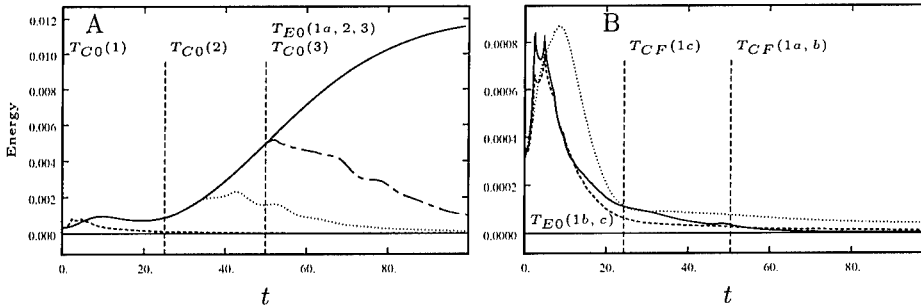 A
T_{E0}(1a, 2, 3)
T_{C0}(1)
T_{C0}(2)
T_{C0}(3)
Energy
0.012
0.010
0.008
0.006
0.004
0.002
0.000
0.
20.
40.
60.
80.
t
B
T_{CF}(1c)
T_{CF}(1a, b)
T_{E0}(1b, c)
0.0008
0.0006
0.0004
0.0002
0.0000
0.
20.
40.
60.
80.
t